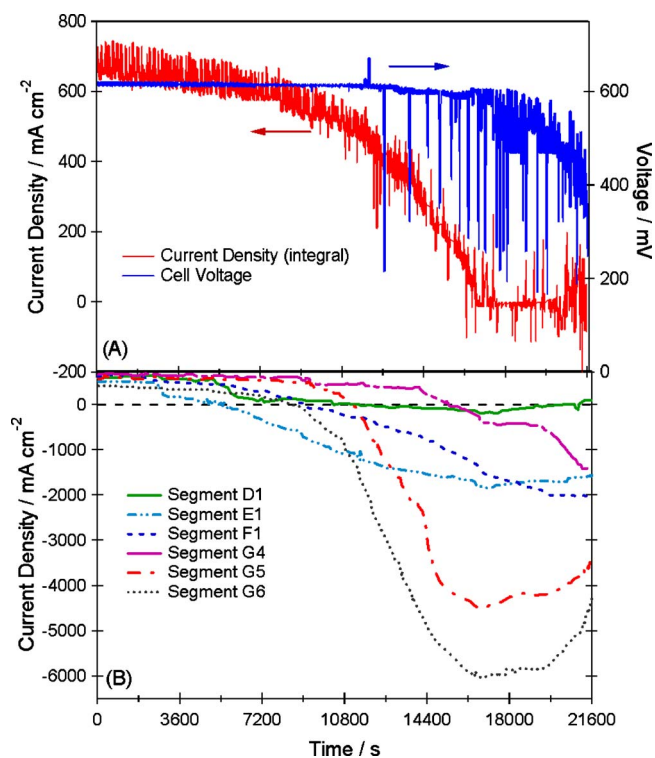 800
600
400
200
0
-200
Current Density / mA cm⁻²
600
400
200
0
Voltage / mV
Current Density (integral)
Cell Voltage
(A)
0
-1000
-2000
-3000
-4000
-5000
-6000
Current Density / mA cm⁻²
Segment D1
Segment E1
Segment F1
Segment G4
Segment G5
Segment G6
(B)
0 3600 7200 10800 14400 18000 21600
Time / s